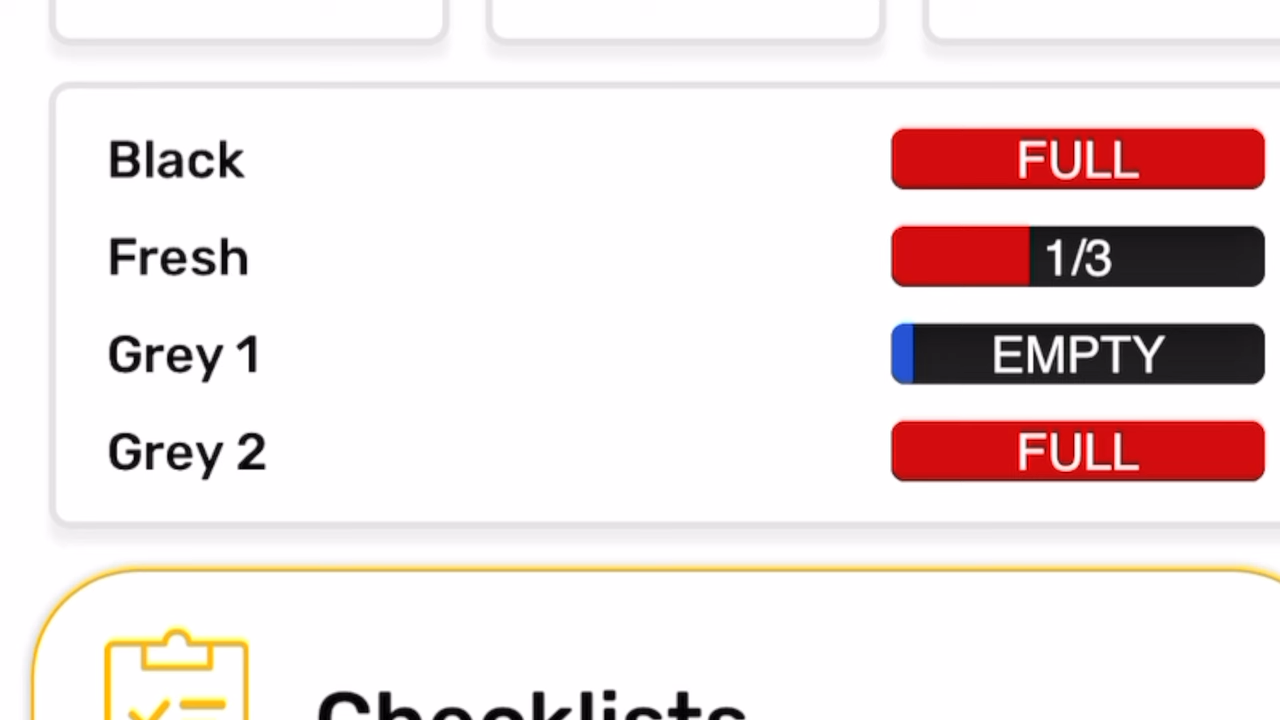 Black FULL
Fresh 1/3
Grey 1 EMPTY
Grey 2 FULL
Checklists